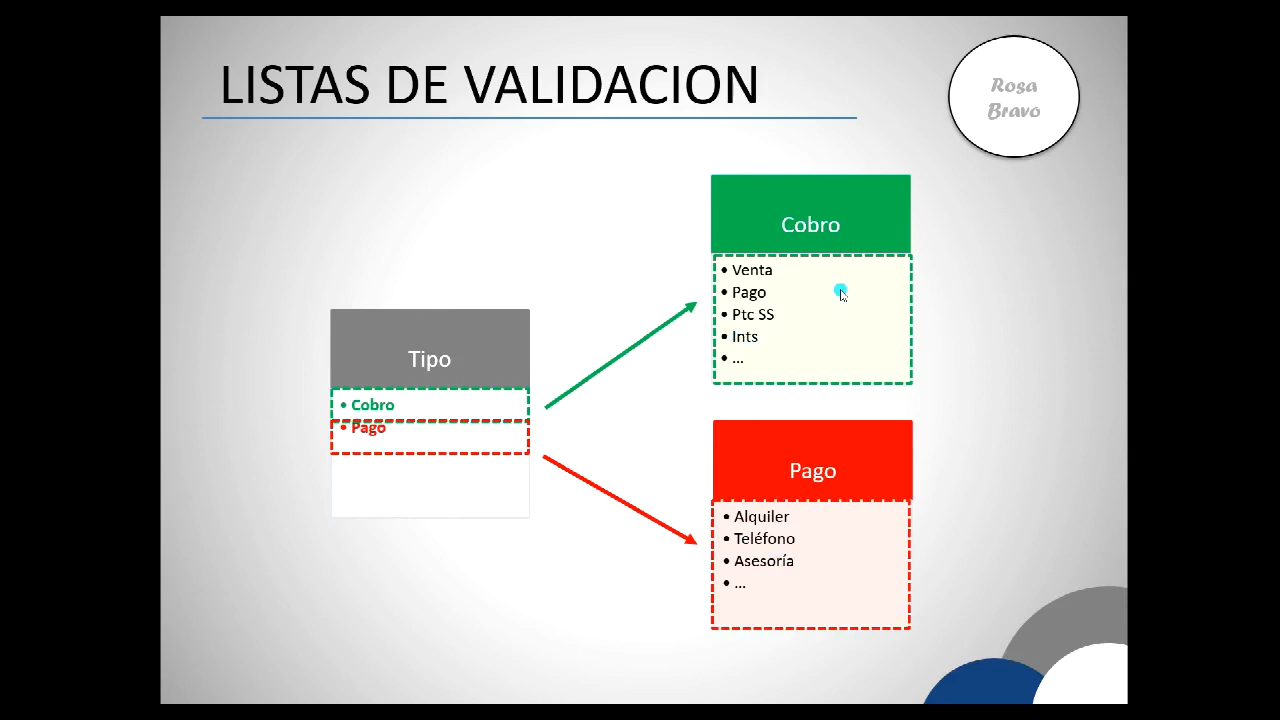 LISTAS DE VALIDACION
Rosa
Bravo
Cobro
• Venta
• Pago
• Ptc SS
• Ints
• ...
Tipo
• Cobro
• Pago
Pago
• Alquiler
• Teléfono
• Asesoría
• ...